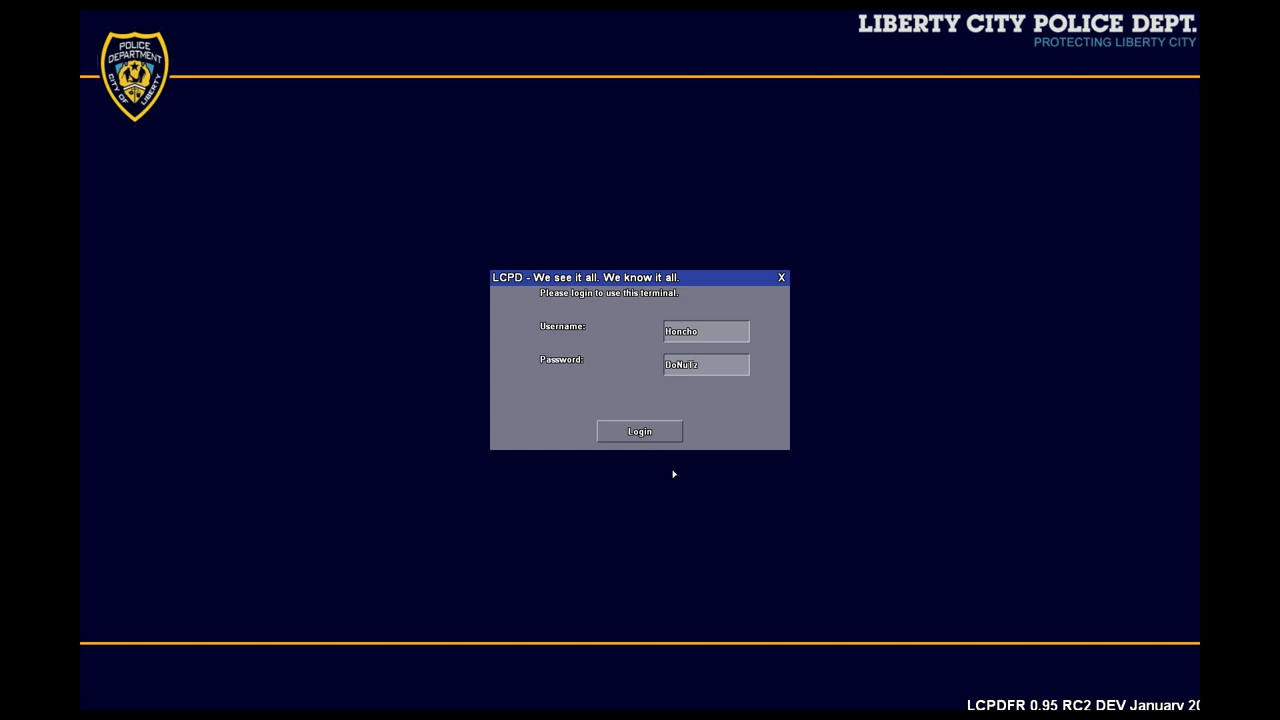 LIBERTY CITY POLICE DEPT.
PROTECTING LIBERTY CITY
POLICE
DEPARTMENT
CITY OF LIBERTY
LCPD - We see it all. We know it all. X
Please login to use this terminal.
Username: Honcho
Password: DoNuTz
Login
LCPDFR 0.95 RC2 DEV January 20